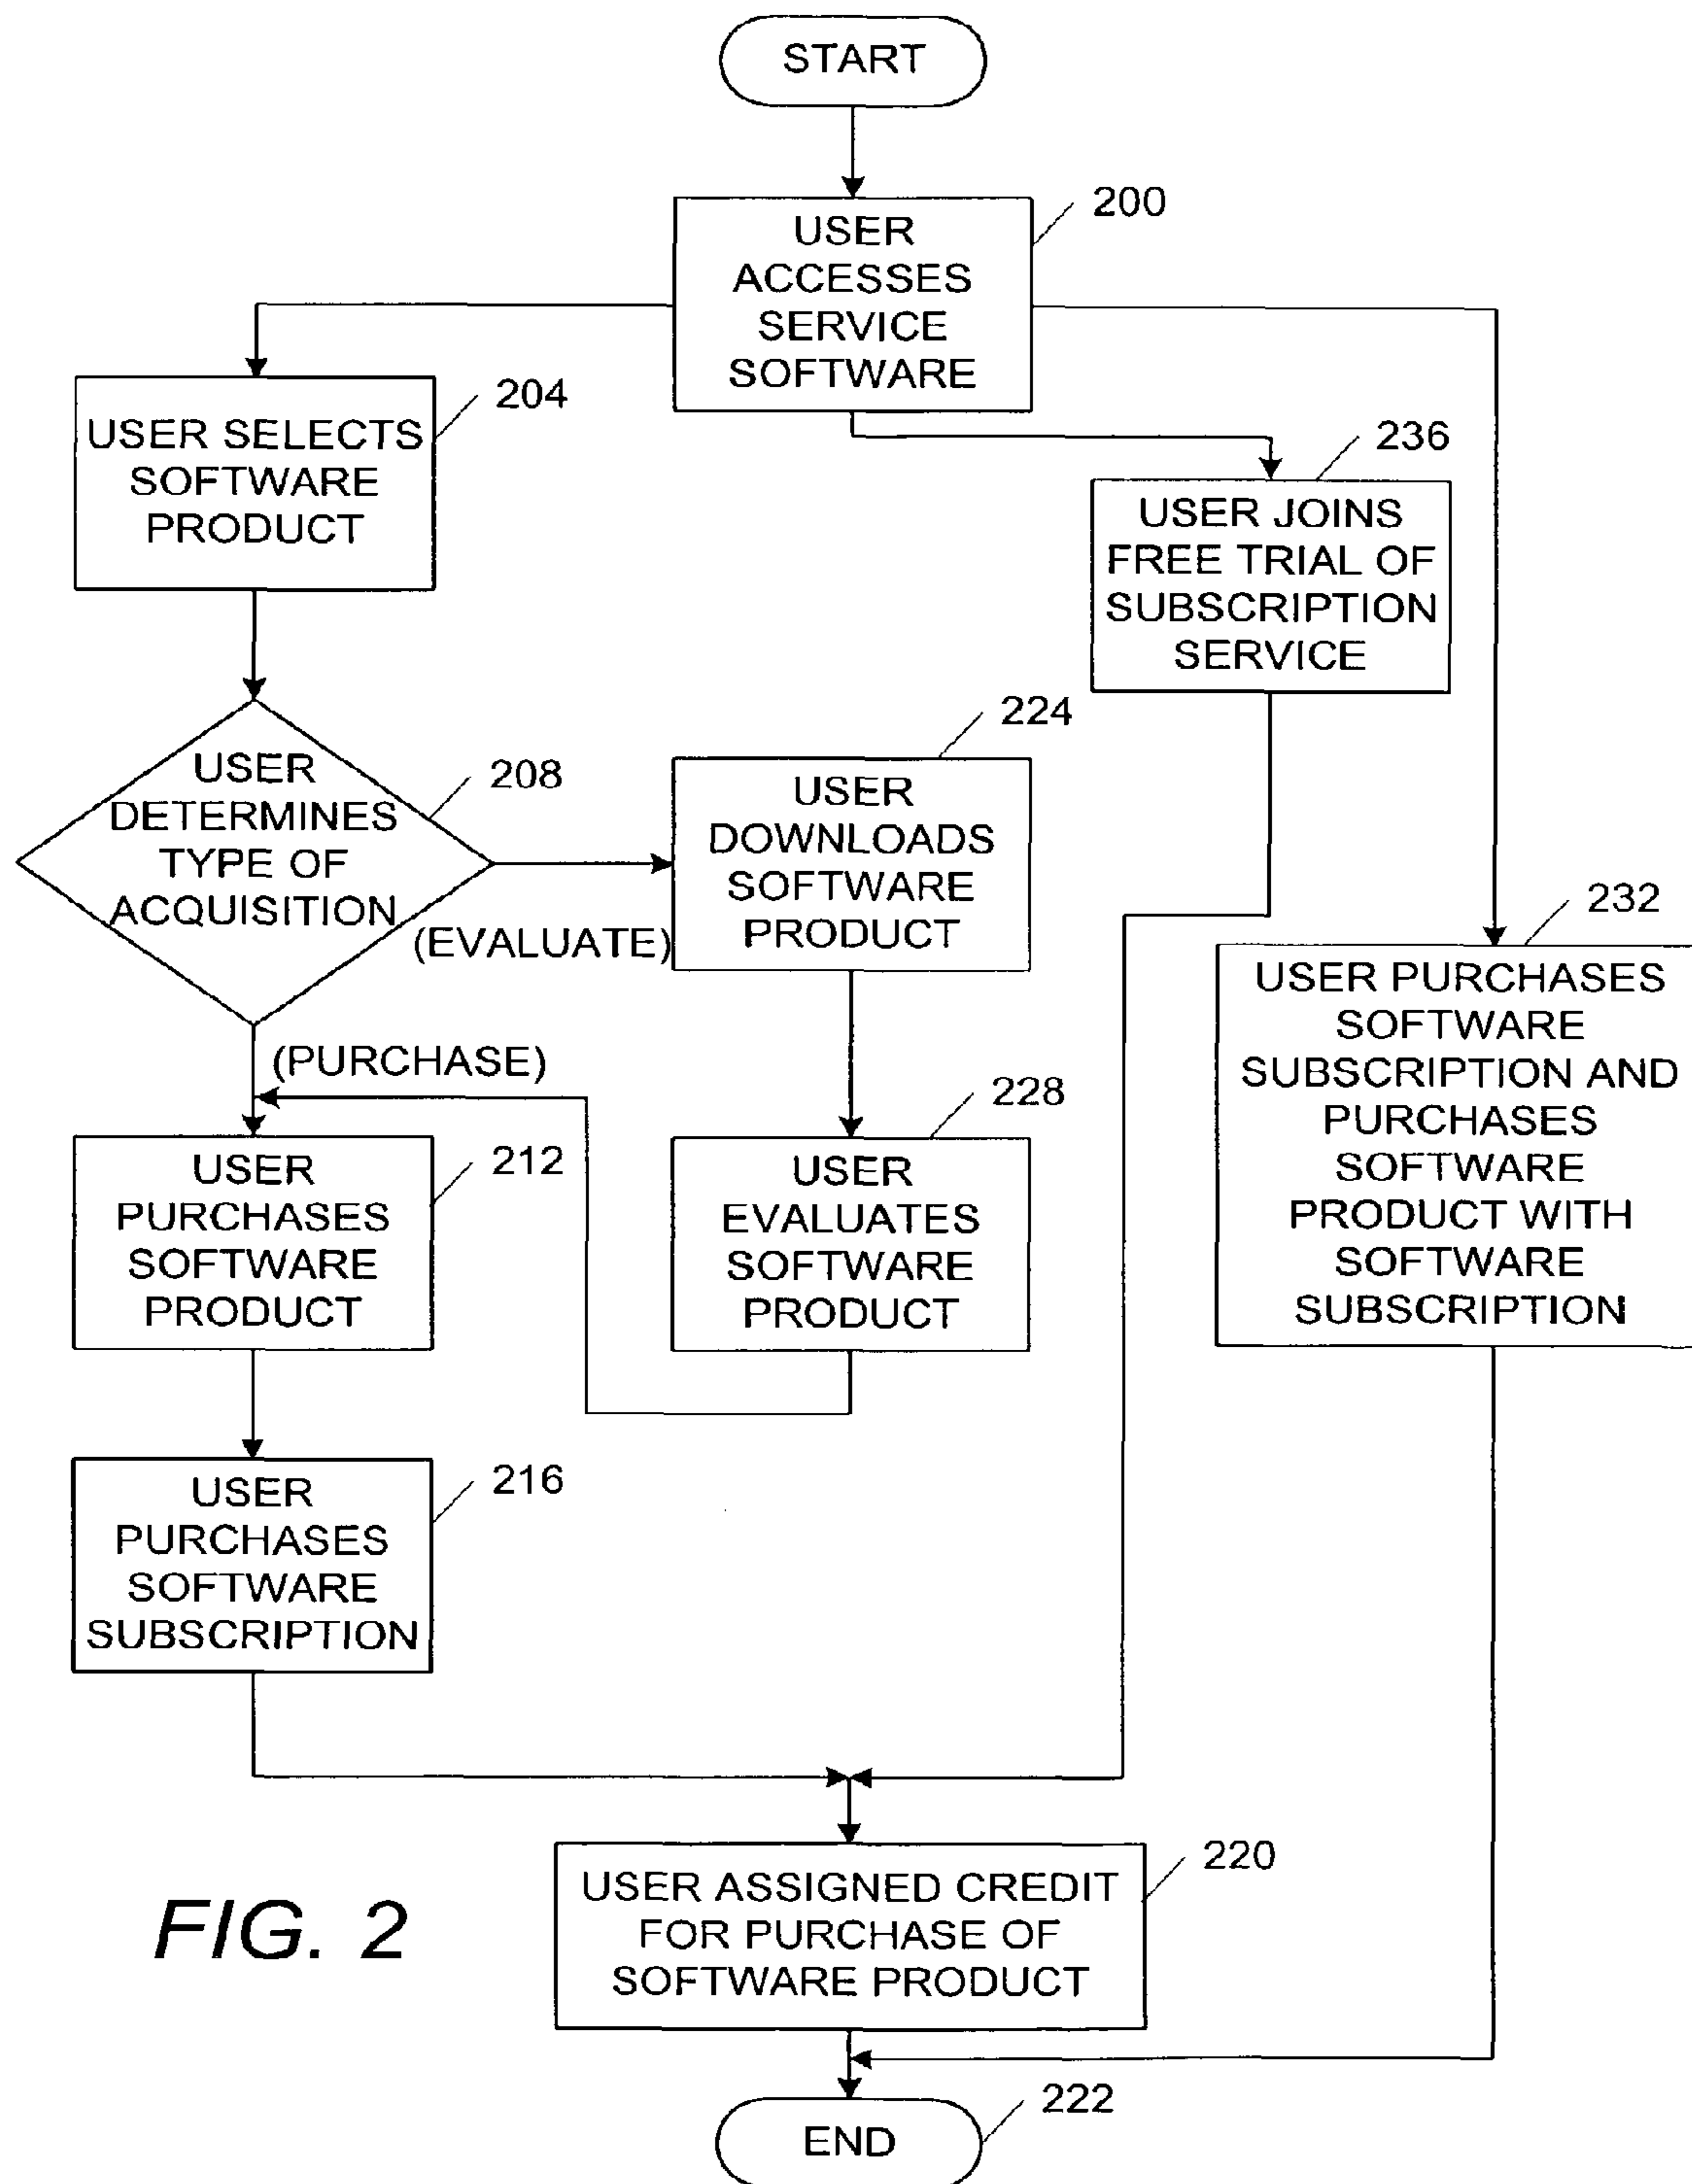 START
200
USER
ACCESSES
SERVICE
SOFTWARE
204
USER SELECTS
SOFTWARE
PRODUCT
236
USER JOINS
FREE TRIAL OF
SUBSCRIPTION
SERVICE
208
USER
DETERMINES
TYPE OF
ACQUISITION
(EVALUATE)
(PURCHASE)
224
USER
DOWNLOADS
SOFTWARE
PRODUCT
232
USER PURCHASES
SOFTWARE
SUBSCRIPTION AND
PURCHASES
SOFTWARE
PRODUCT WITH
SOFTWARE
SUBSCRIPTION
212
USER
PURCHASES
SOFTWARE
PRODUCT
228
USER
EVALUATES
SOFTWARE
PRODUCT
216
USER
PURCHASES
SOFTWARE
SUBSCRIPTION
220
USER ASSIGNED CREDIT
FOR PURCHASE OF
SOFTWARE PRODUCT
FIG. 2
222
END